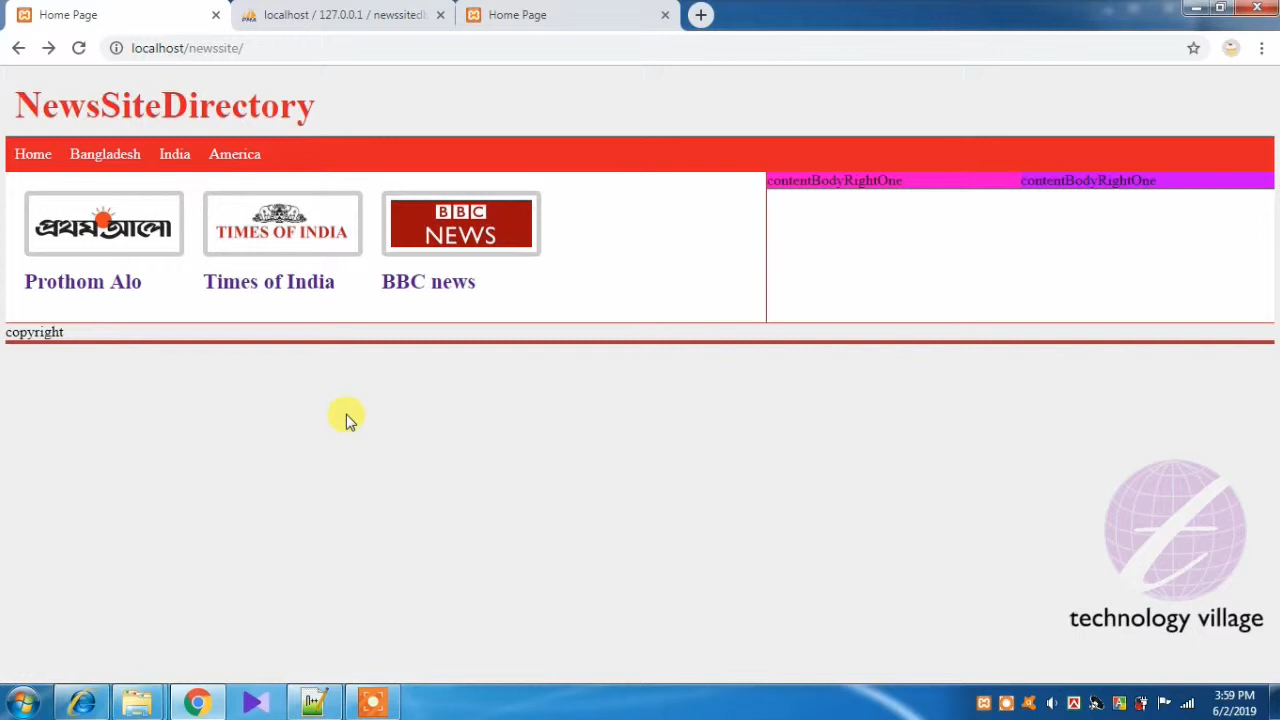 Home Page
localhost / 127.0.0.1 / newssitedb
Home Page
localhost/newssite/
NewsSiteDirectory
Home Bangladesh India America
contentBodyRightOne contentBodyRightOne
প্রথম আলো
TIMES OF INDIA
BBC
NEWS
Prothom Alo Times of India BBC news
copyright
technology village
3:59 PM
6/2/2019